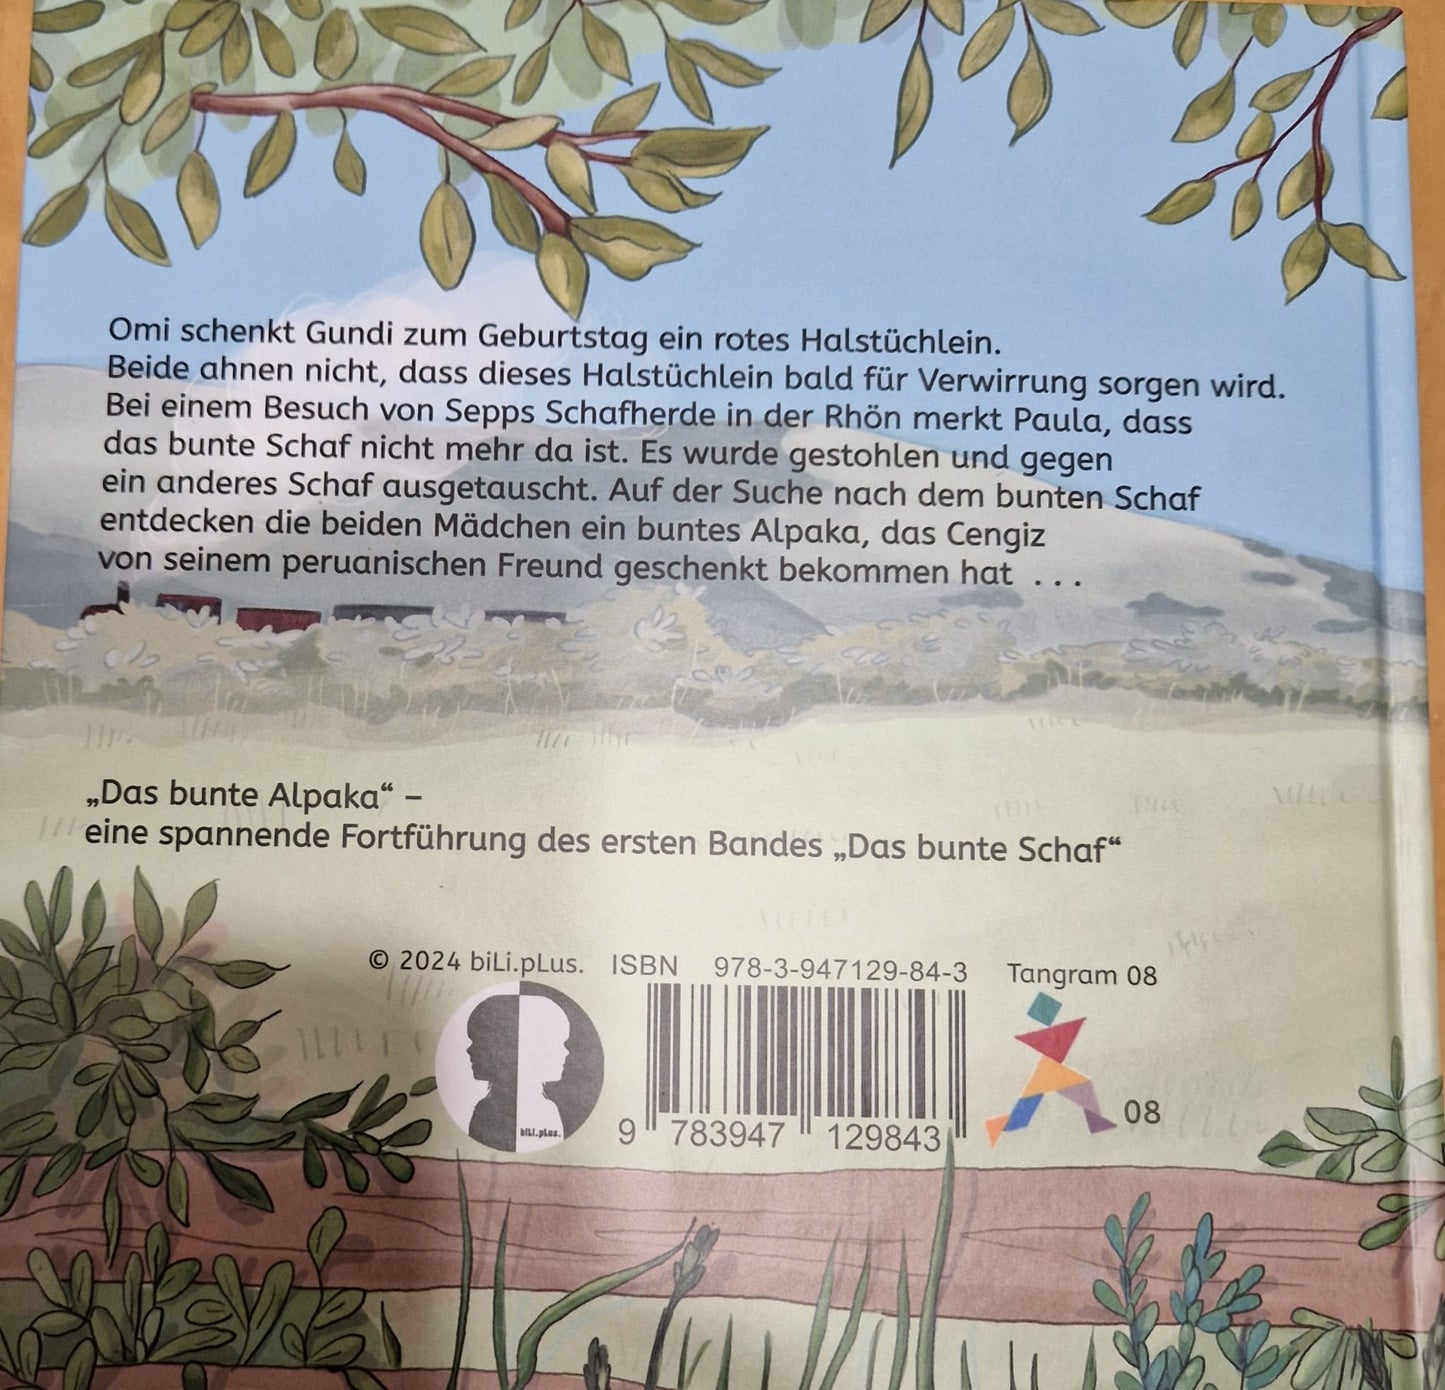 Omi schenkt Gundi zum Geburtstag ein rotes Halstüchlein.
Beide ahnen nicht, dass dieses Halstüchlein bald für Verwirrung sorgen wird.
Bei einem Besuch von Sepps Schafherde in der Rhön merkt Paula, dass
das bunte Schaf nicht mehr da ist. Es wurde gestohlen und gegen
ein anderes Schaf ausgetauscht. Auf der Suche nach dem bunten Schaf
entdecken die beiden Mädchen ein buntes Alpaka, das Cengiz
von seinem peruanischen Freund geschenkt bekommen hat . . .
„Das bunte Alpaka“ –
eine spannende Fortführung des ersten Bandes „Das bunte Schaf“
© 2024 biLi.pLus. ISBN 978-3-947129-84-3 Tangram 08
biLi.pLus.
9 783947 129843
08